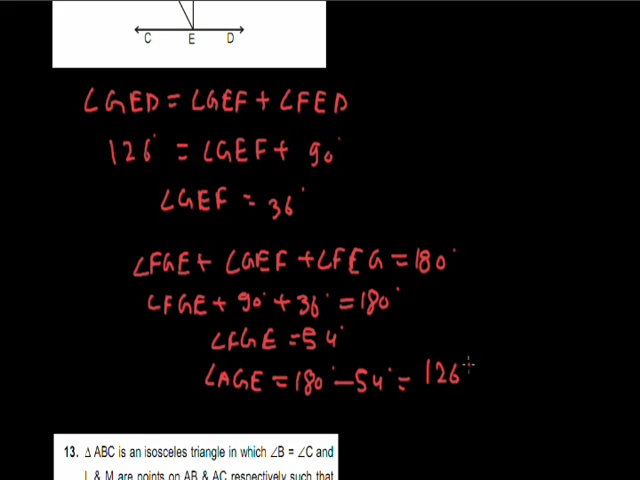 C E D
∠GED = ∠GEF + ∠FED
126° = ∠GEF + 90°
∠GEF = 36°
∠FGE + ∠GEF + ∠FEG = 180°
∠FGE + 90° + 36° = 180°
∠FGE = 54°
∠AGE = 180° - 54° = 126
13. Δ ABC is an isosceles triangle in which ∠B = ∠C and
L & M are points on AB & AC respectively such that